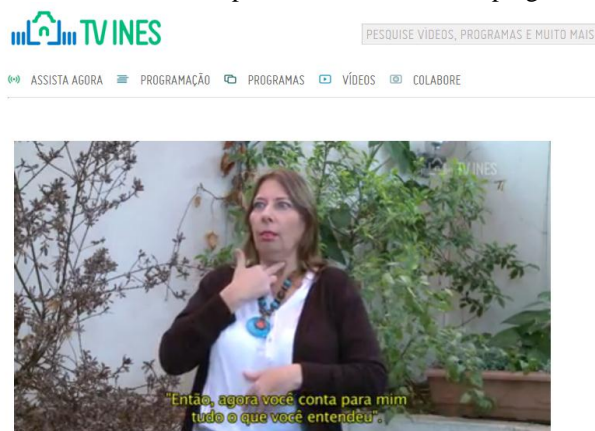 TV INES
PESQUISE VÍDEOS, PROGRAMAS E MUITO MAIS
ASSISTA AGORA PROGRAMAÇÃO PROGRAMAS VÍDEOS COLABORE
TV INES
"Então, agora você conta para mim
tudo o que você entendeu".